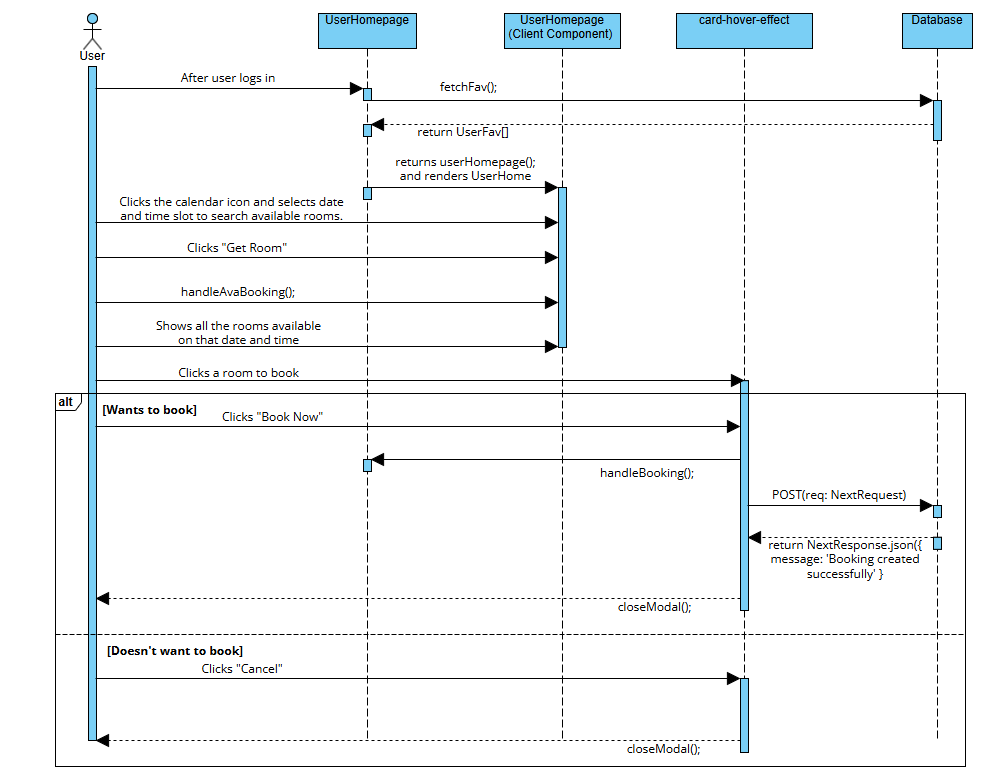 UserHomepage
UserHomepage
(Client Component)
card-hover-effect
Database
User
After user logs in
fetchFav();
return UserFav[]
returns userHomepage();
and renders UserHome
Clicks the calendar icon and selects date
and time slot to search available rooms.
Clicks "Get Room"
handleAvaBooking();
Shows all the rooms available
on that date and time
Clicks a room to book
alt
[Wants to book]
Clicks "Book Now"
handleBooking();
POST(req: NextRequest)
return NextResponse.json({
message: 'Booking created
successfully' }
closeModal();
[Doesn't want to book]
Clicks "Cancel"
closeModal();